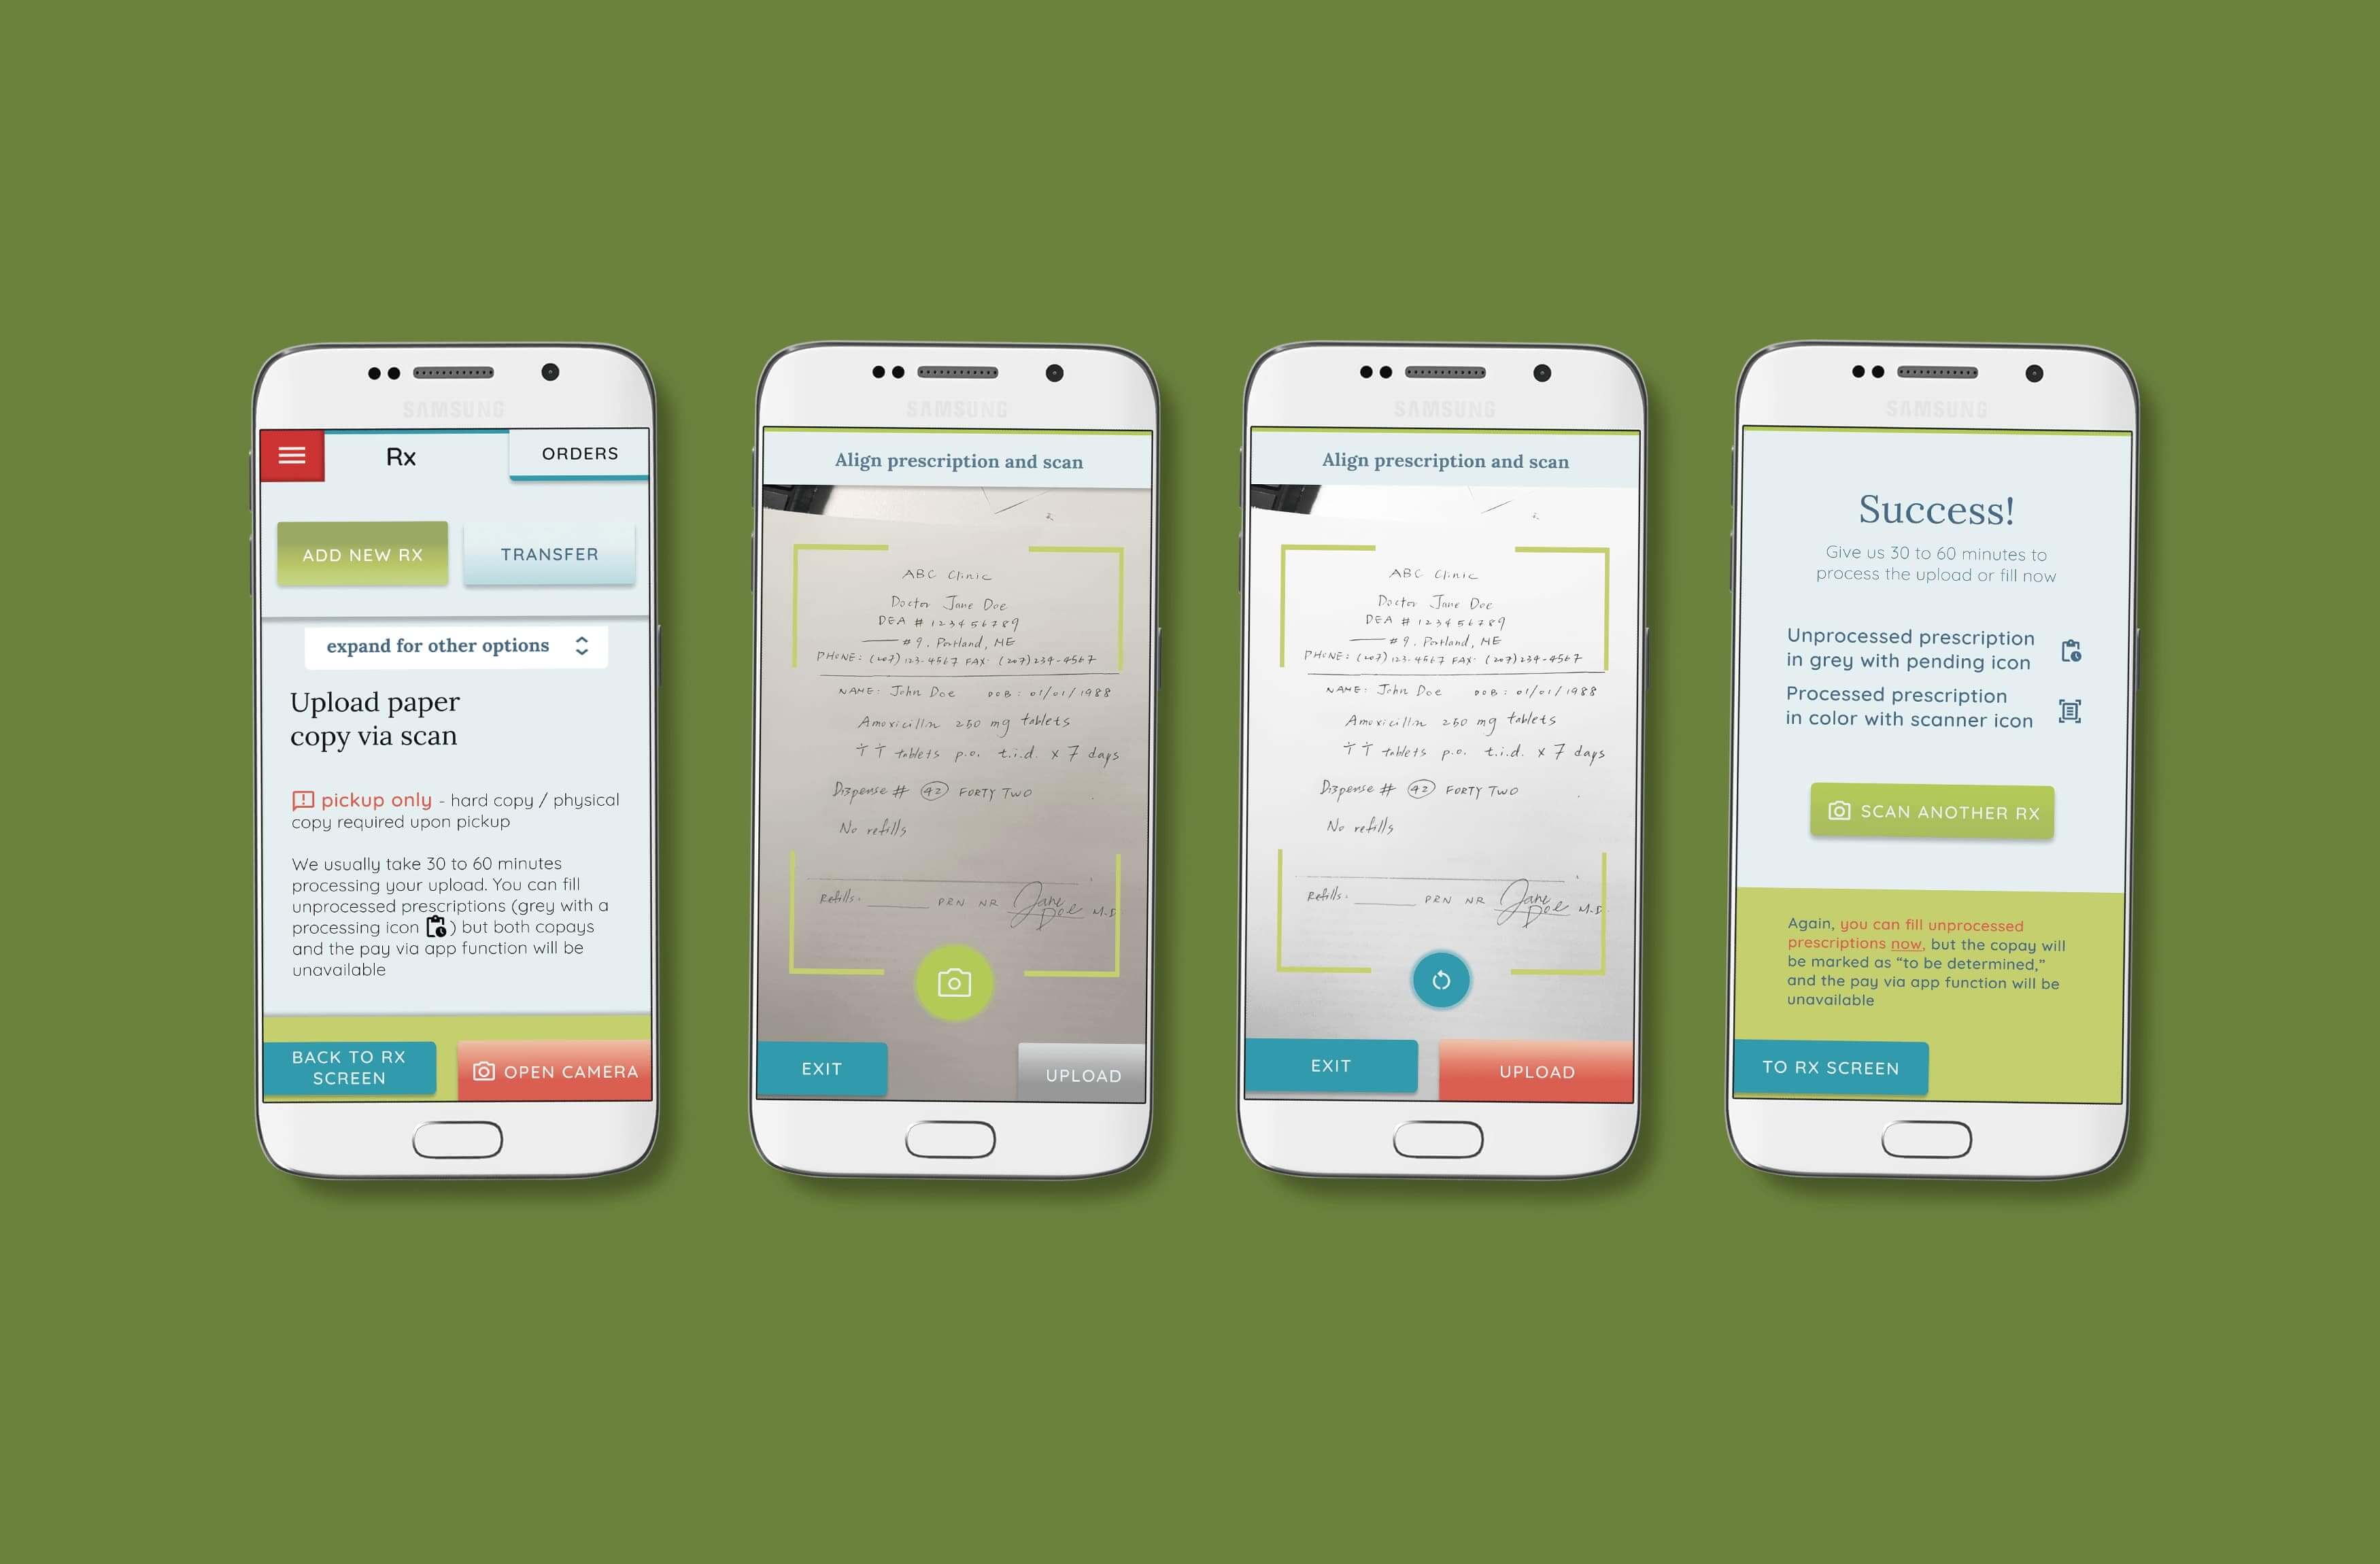 SAMSUNG
Rx
ORDERS
ADD NEW RX
TRANSFER
expand for other options
Upload paper
copy via scan
pickup only - hard copy / physical
copy required upon pickup
We usually take 30 to 60 minutes
processing your upload. You can fill
unprocessed prescriptions (grey with a
processing icon ) but both copays
and the pay via app function will be
unavailable
BACK TO RX
SCREEN
OPEN CAMERA
SAMSUNG
Align prescription and scan
ABC Clinic
Doctor Jane Doe
DEA # 123456789
#9. Portland, ME
PHONE: (207) 123-4567 FAX: (207) 234-4567
NAME: John Doe DOB: 01/01/1988
Amoxicillin 250 mg tablets
TT tablets p.o. t.i.d. x 7 days
Dispense # 42 FORTY TWO
No refills
Refills: PRN NR Jane Doe M.D
EXIT
UPLOAD
SAMSUNG
Align prescription and scan
ABC Clinic
Doctor Jane Doe
DEA # 123456789
#9. Portland, ME
PHONE: (207) 123-4567 FAX: (207) 234-4567
NAME: John Doe DOB: 01/01/1988
Amoxicillin 250 mg tablets
TT tablets p.o. t.i.d. x 7 days
Dispense # 42 FORTY TWO
No refills
Refills: PRN NR Jane Doe M.D.
EXIT
UPLOAD
SAMSUNG
Success!
Give us 30 to 60 minutes to
process the upload or fill now
Unprocessed prescription
in grey with pending icon
Processed prescription
in color with scanner icon
SCAN ANOTHER RX
Again, you can fill unprocessed
prescriptions now, but the copay will
be marked as “to be determined,”
and the pay via app function will be
unavailable
TO RX SCREEN